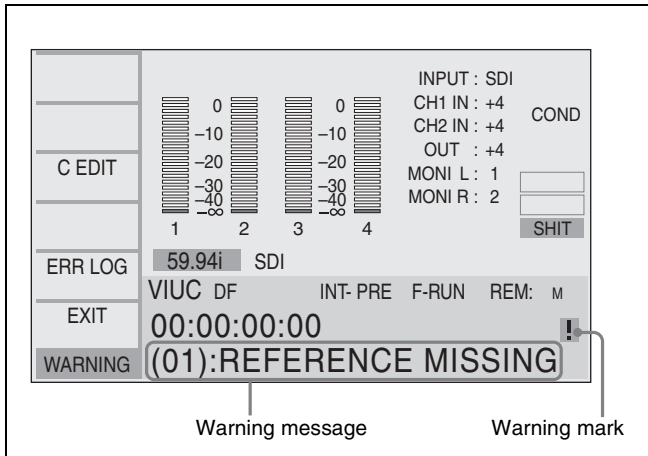 INPUT : SDI
CH1 IN : +4
CH2 IN : +4
OUT : +4
MONI L : 1
MONI R : 2
COND
0 0
–10 –10
–20 –20
–30 –30
–40 –40
–∞ –∞
1 2 3 4
SHIT
C EDIT
ERR LOG
EXIT
WARNING
59.94i SDI
VIUC DF INT- PRE F-RUN REM: M
00:00:00:00 !
(01):REFERENCE MISSING
Warning message Warning mark